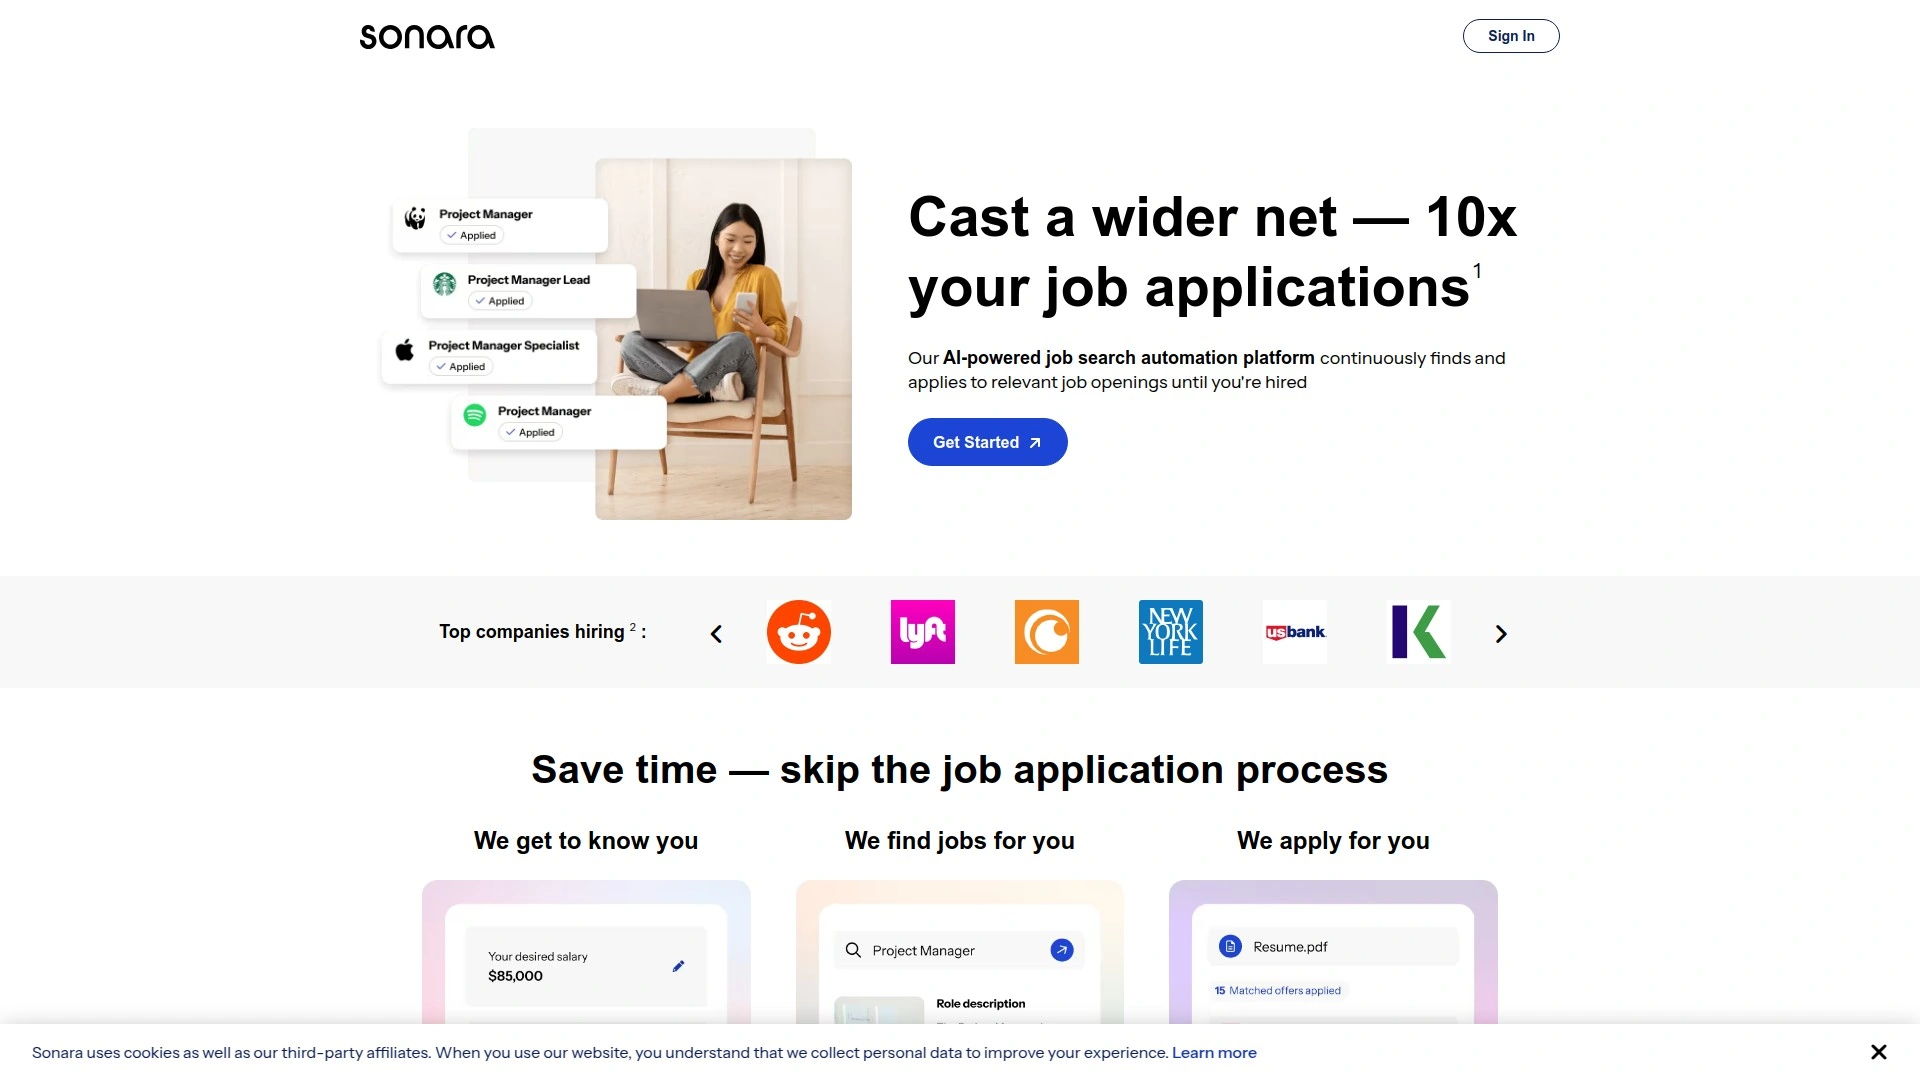 sonara
Sign In
Project Manager
Applied
Project Manager Lead
Applied
Project Manager Specialist
Applied
Project Manager
Applied
Cast a wider net — 10x
your job applications1
Our AI-powered job search automation platform continuously finds and
applies to relevant job openings until you're hired
Get Started
Top companies hiring 2 :
lyft
NEW
YORK
LIFE
usbank
K
Save time — skip the job application process
We get to know you
We find jobs for you
We apply for you
Your desired salary
$85,000
Project Manager
Role description
Resume.pdf
15 Matched offers applied
Sonara uses cookies as well as our third-party affiliates. When you use our website, you understand that we collect personal data to improve your experience. Learn more